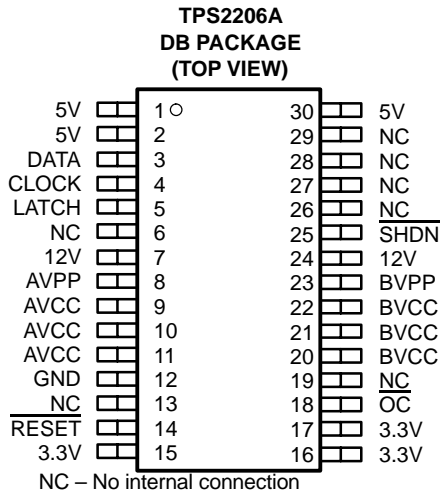 TPS2206A
DB PACKAGE
(TOP VIEW)
5V 1 30 5V
5V 2 29 NC
DATA 3 28 NC
CLOCK 4 27 NC
LATCH 5 26 NC
NC 6 25 SHDN
12V 7 24 12V
AVPP 8 23 BVPP
AVCC 9 22 BVCC
AVCC 10 21 BVCC
AVCC 11 20 BVCC
GND 12 19 NC
NC 13 18 OC
RESET 14 17 3.3V
3.3V 15 16 3.3V
NC – No internal connection